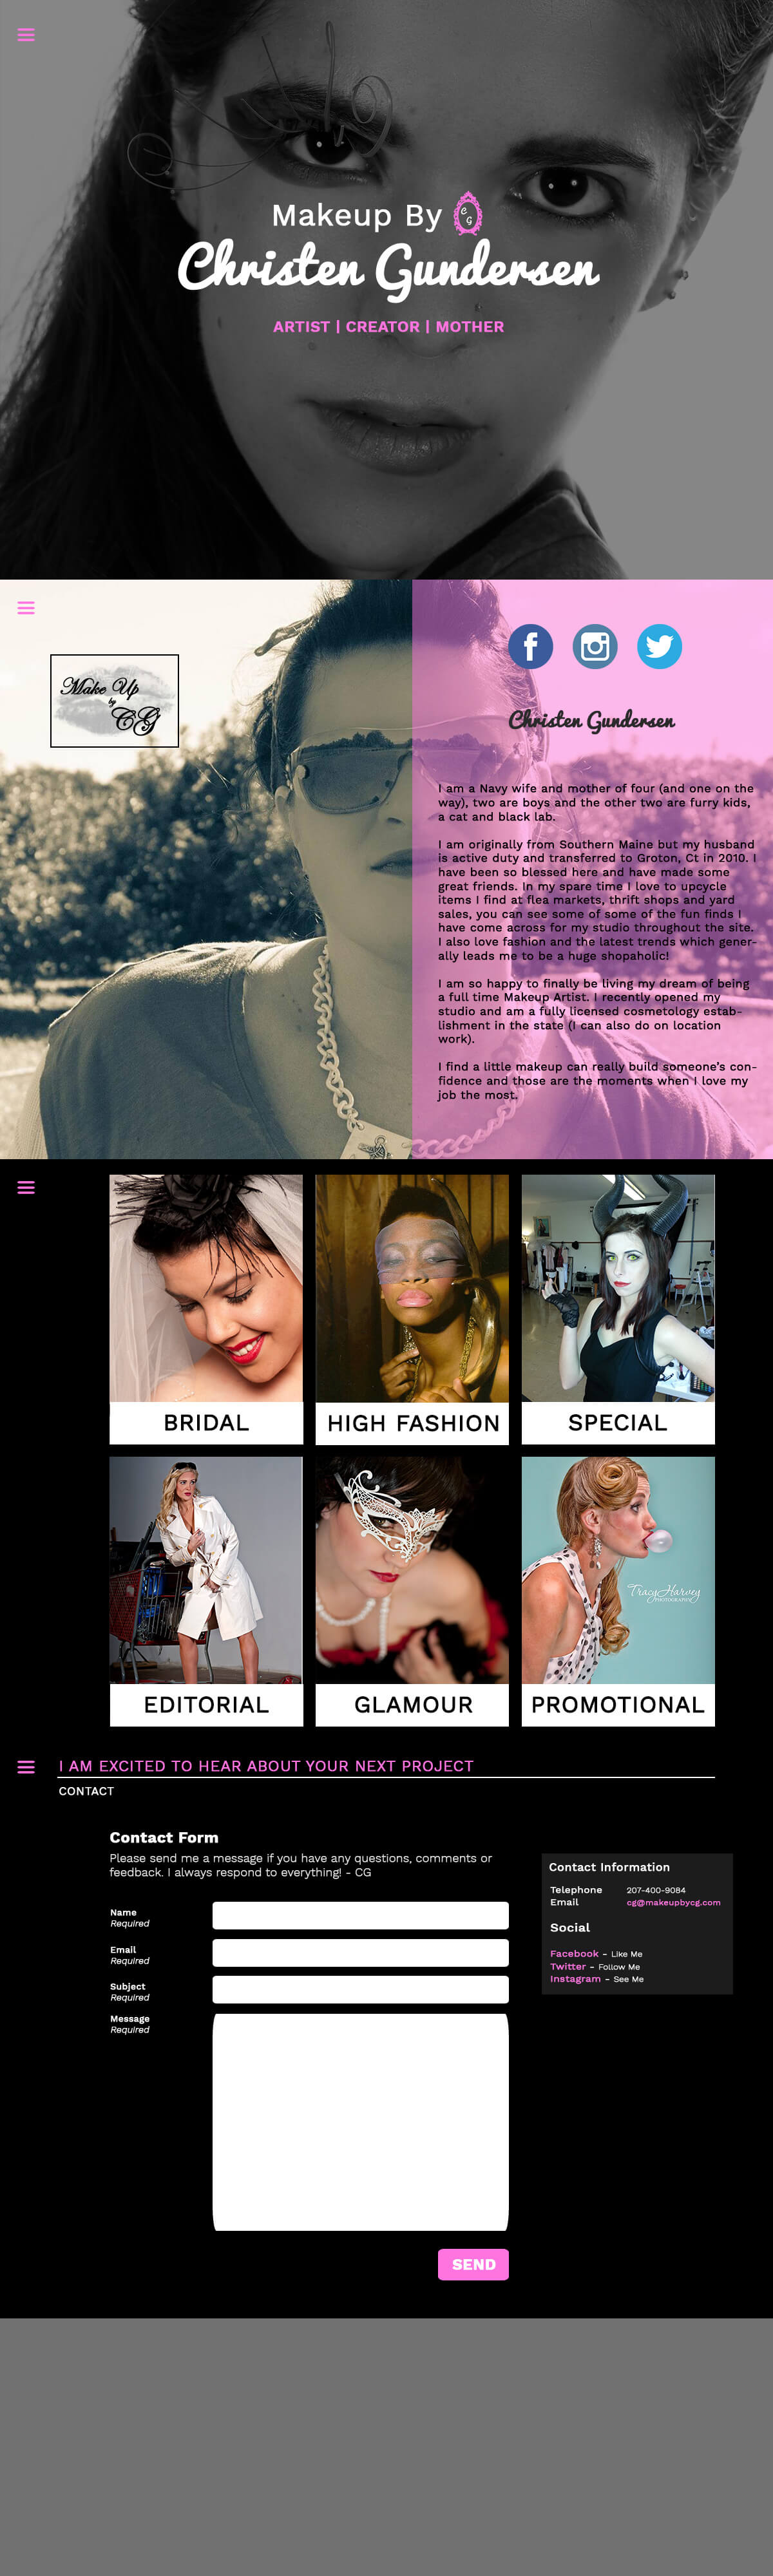 Makeup By
C
G
Christen Gundersen
ARTIST | CREATOR | MOTHER
Make Up
by
CG
Christen Gundersen
I am a Navy wife and mother of four (and one on the
way), two are boys and the other two are furry kids,
a cat and black lab.
I am originally from Southern Maine but my husband
is active duty and transferred to Groton, Ct in 2010. I
have been so blessed here and have made some
great friends. In my spare time I love to upcycle
items I find at flea markets, thrift shops and yard
sales, you can see some of some of the fun finds I
have come across for my studio throughout the site.
I also love fashion and the latest trends which gener-
ally leads me to be a huge shopaholic!
I am so happy to finally be living my dream of being
a full time Makeup Artist. I recently opened my
studio and am a fully licensed cosmetology estab-
lishment in the state (I can also do on location
work).
I find a little makeup can really build someone's con-
fidence and those are the moments when I love my
job the most.
BRIDAL
HIGH FASHION
SPECIAL
TracyHarvey
PHOTOGRAPHY
EDITORIAL
GLAMOUR
PROMOTIONAL
I AM EXCITED TO HEAR ABOUT YOUR NEXT PROJECT
CONTACT
Contact Form
Please send me a message if you have any questions, comments or
feedback. I always respond to everything! - CG
Name
Required
Email
Required
Subject
Required
Message
Required
SEND
Contact Information
Telephone 207-400-9084
Email cg@makeupbycg.com
Social
Facebook - Like Me
Twitter - Follow Me
Instagram - See Me